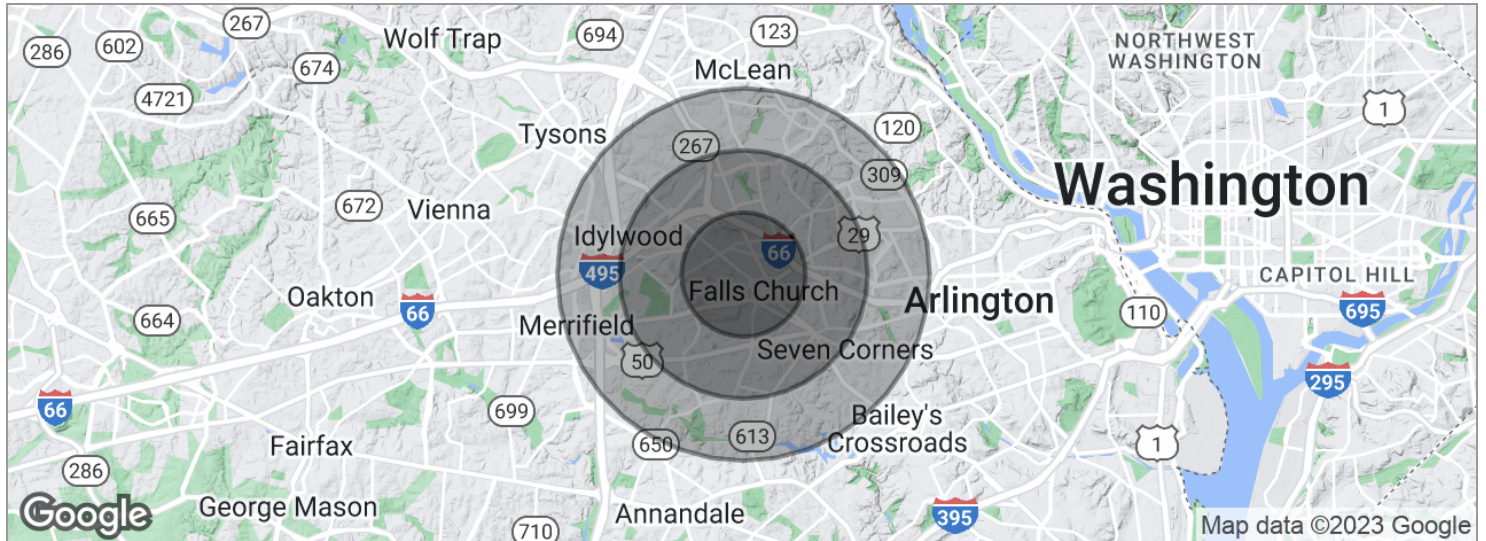 267
286
602
Wolf Trap
694
123
NORTHWEST
WASHINGTON
674
McLean
4721
1
Tysons
120
267
309
Washington
665
672
Vienna
Idylwood
66
29
495
CAPITOL HILL
Falls Church
Oakton
66
Arlington
110
695
664
Merrifield
50
Seven Corners
295
66
699
Bailey's
Crossroads
613
650
1
Fairfax
286
George Mason
710
Annandale
395
Google
Map data ©2023 Google